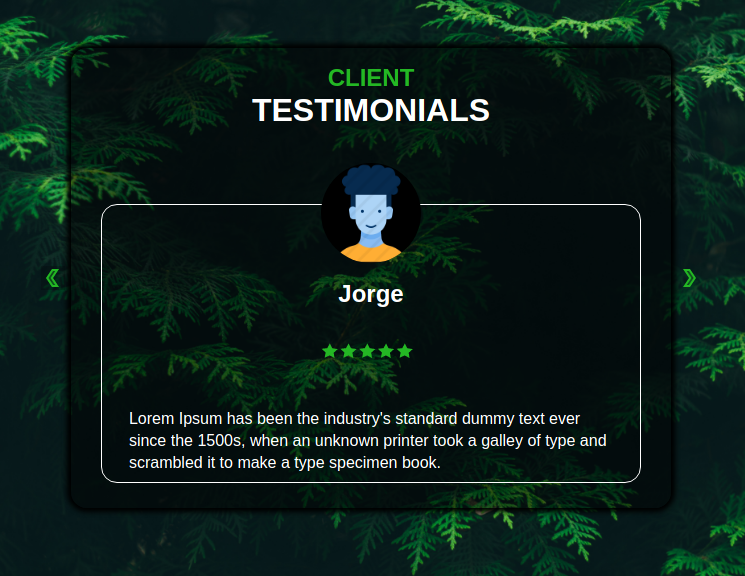 CLIENT
TESTIMONIALS
Jorge
Lorem Ipsum has been the industry's standard dummy text ever
since the 1500s, when an unknown printer took a galley of type and
scrambled it to make a type specimen book.